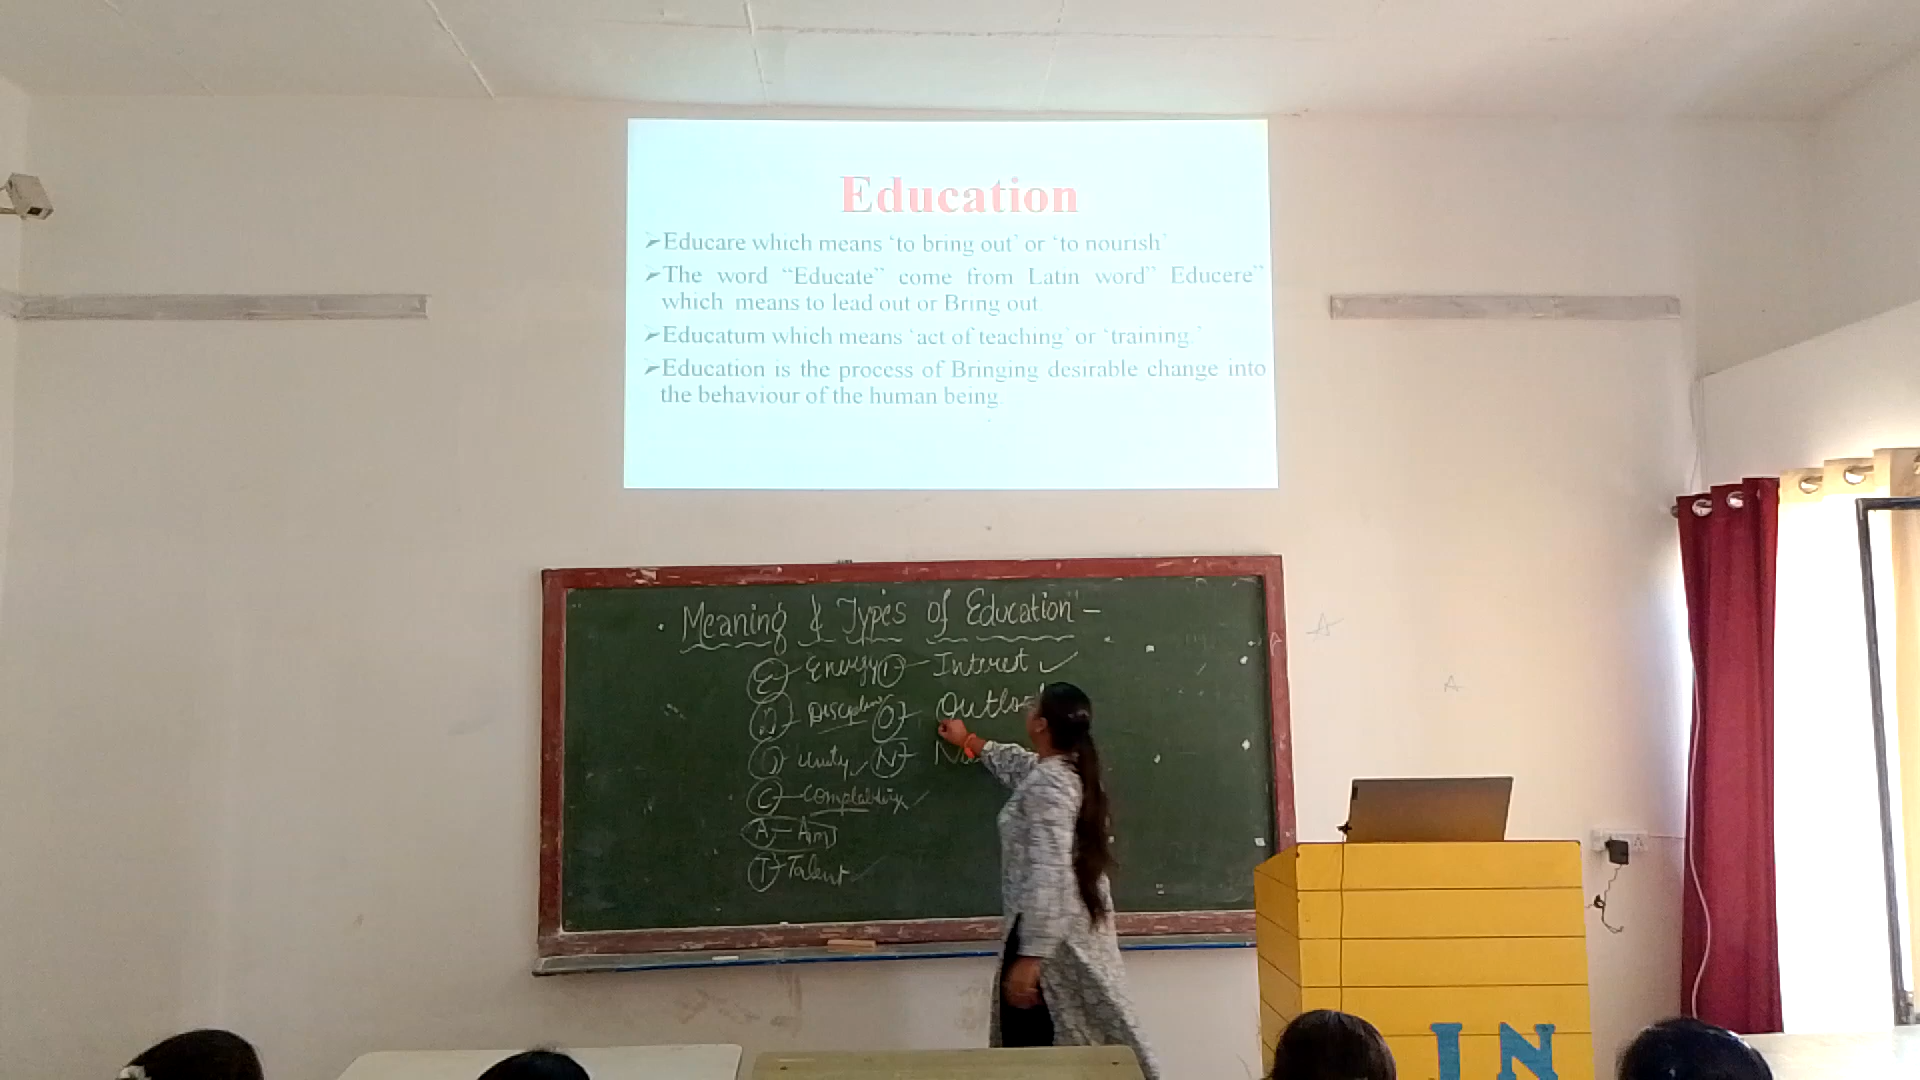 Education
➢Educare which means ‘to bring out’ or ‘to nourish’
➢The word “Educate” come from Latin word” Educere”
which means to lead out or Bring out
➢Educatum which means ‘act of teaching’ or ‘training.’
➢Education is the process of Bringing desirable change into
the behaviour of the human being
Meaning & Types of Education -
E - Energy I - Interest
D - O - 
U - Unity N -
C -
A - Aim
T - Talent
JN